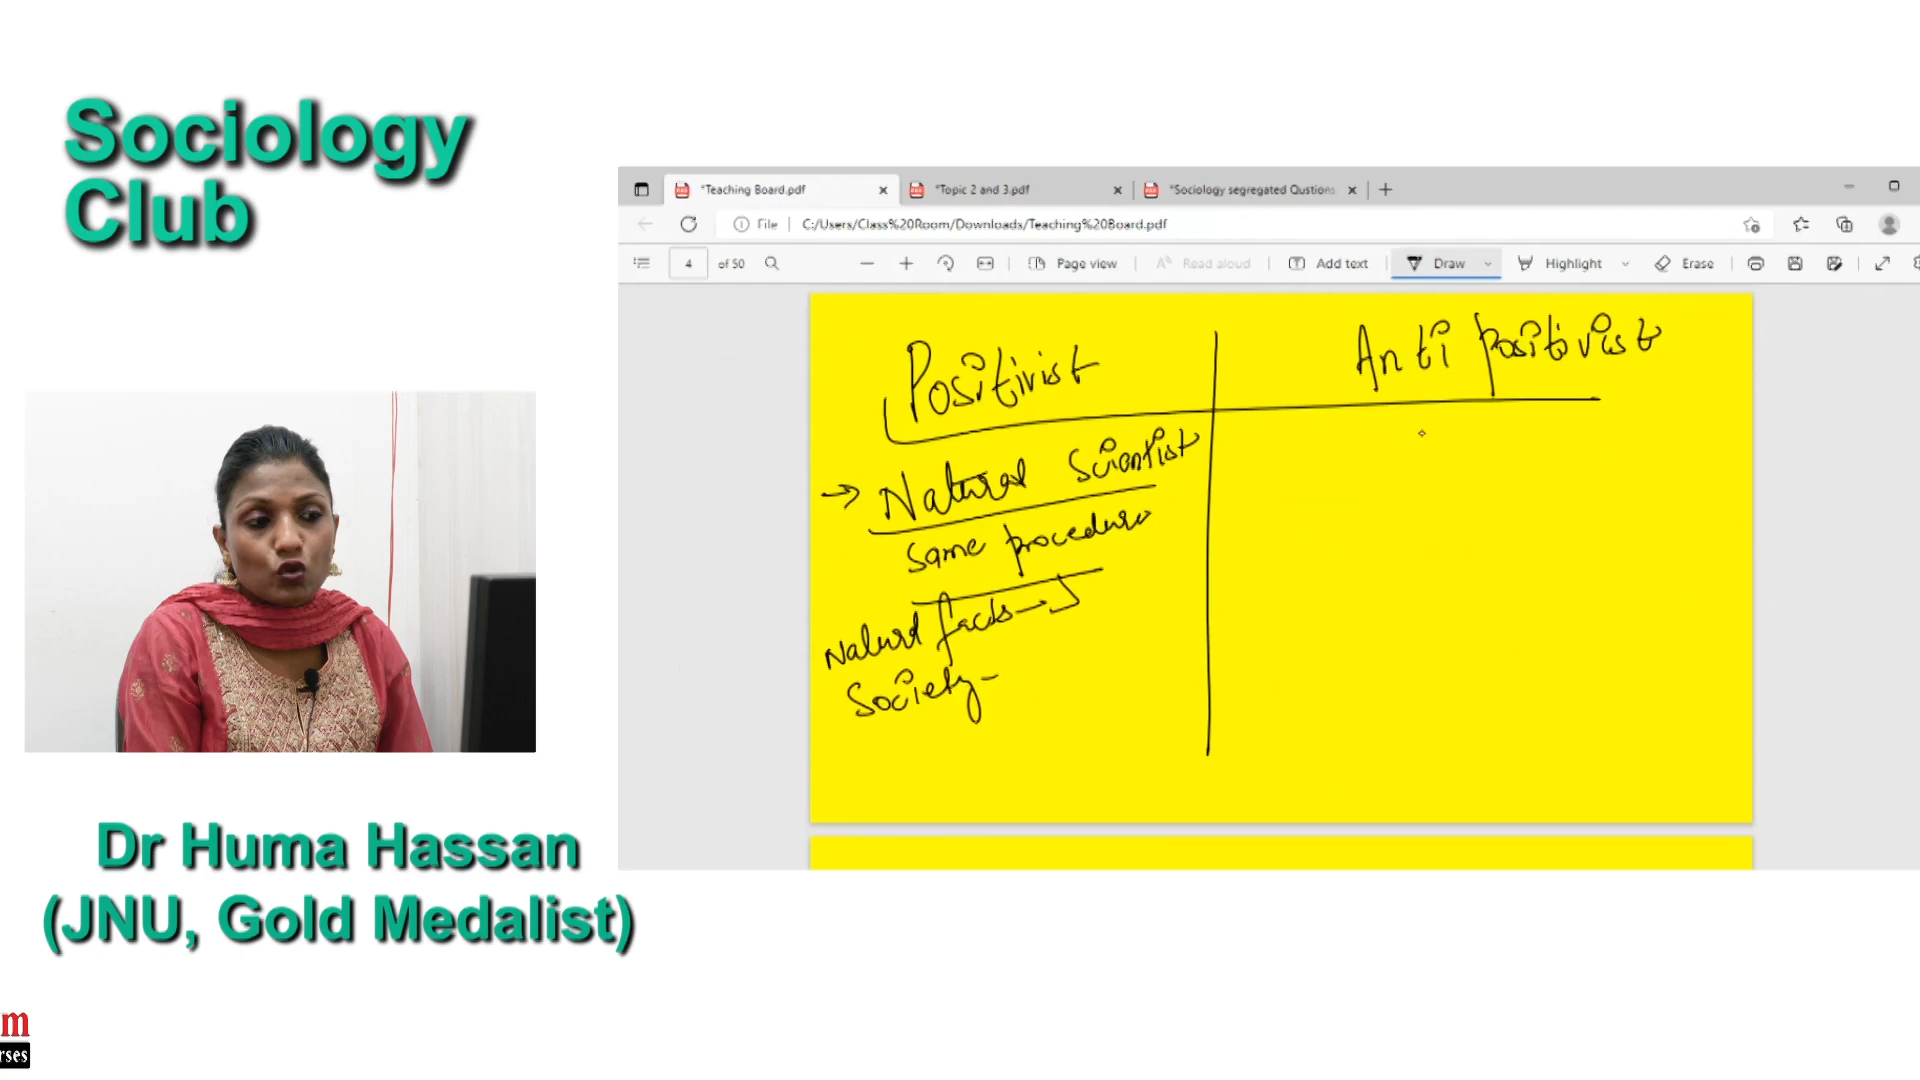 Sociology
Club
*Teaching Board.pdf
*Topic 2 and 3.pdf
*Sociology segregated Qustions
File
C:/Users/Class%20Room/Downloads/Teaching%20Board.pdf
4 of 50
Page view
Read aloud
Add text
Draw
Highlight
Erase
Positivist
Anti positivist
→ Natural Scientist
Same procedure
Natural facts →
Society -
Dr Huma Hassan
(JNU, Gold Medalist)
m
rses